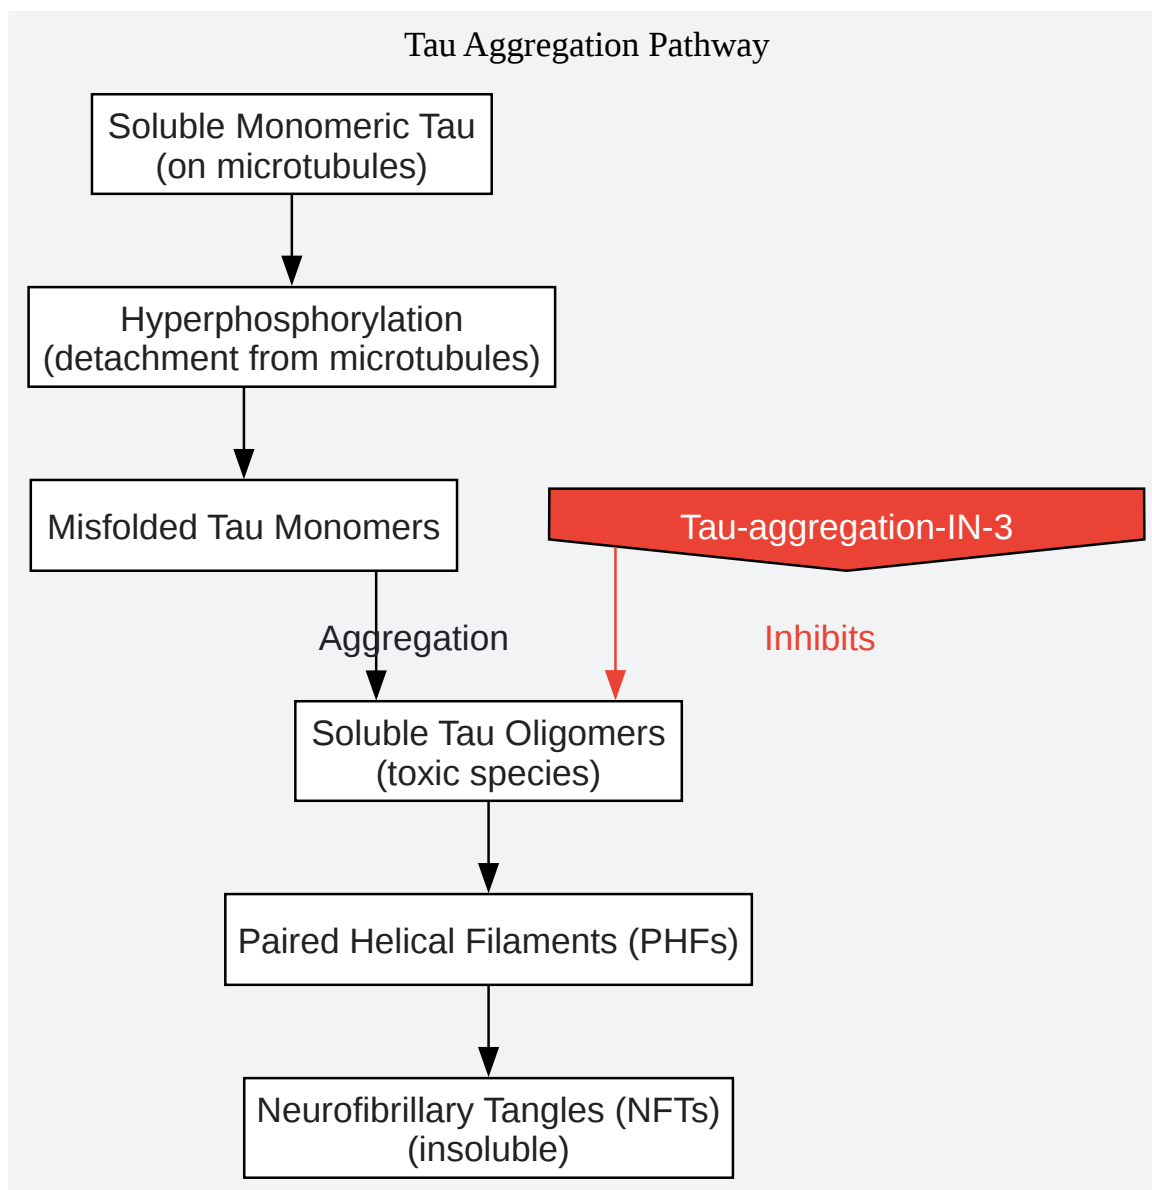 Tau Aggregation Pathway
Soluble Monomeric Tau
(on microtubules)
Hyperphosphorylation
(detachment from microtubules)
Misfolded Tau Monomers
Tau-aggregation-IN-3
Aggregation
Inhibits
Soluble Tau Oligomers
(toxic species)
Paired Helical Filaments (PHFs)
Neurofibrillary Tangles (NFTs)
(insoluble)